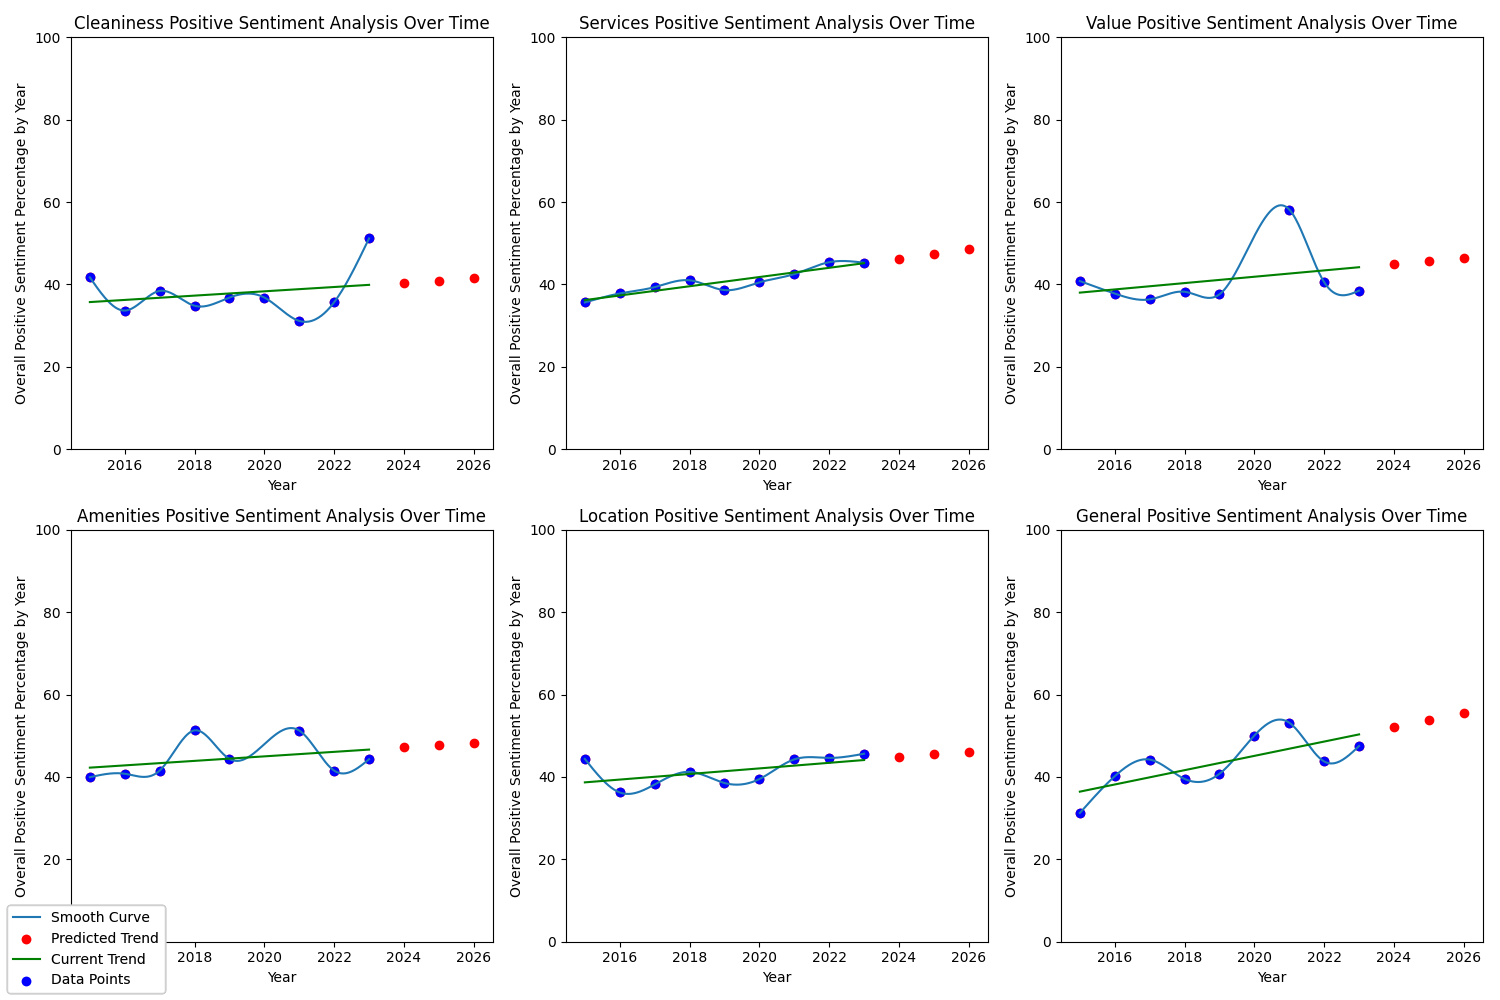 Cleaniness Positive Sentiment Analysis Over Time
Overall Positive Sentiment Percentage by Year
100
80
60
40
20
0
2016 2018 2020 2022 2024 2026
Year
Services Positive Sentiment Analysis Over Time
Overall Positive Sentiment Percentage by Year
100
80
60
40
20
0
2016 2018 2020 2022 2024 2026
Year
Value Positive Sentiment Analysis Over Time
Overall Positive Sentiment Percentage by Year
100
80
60
40
20
0
2016 2018 2020 2022 2024 2026
Year
Amenities Positive Sentiment Analysis Over Time
Overall Positive Sentiment Percentage by Year
100
80
60
40
20
2018 2020 2022 2024 2026
Year
Smooth Curve
Predicted Trend
Current Trend
Data Points
Location Positive Sentiment Analysis Over Time
Overall Positive Sentiment Percentage by Year
100
80
60
40
20
0
2016 2018 2020 2022 2024 2026
Year
General Positive Sentiment Analysis Over Time
Overall Positive Sentiment Percentage by Year
100
80
60
40
20
0
2016 2018 2020 2022 2024 2026
Year